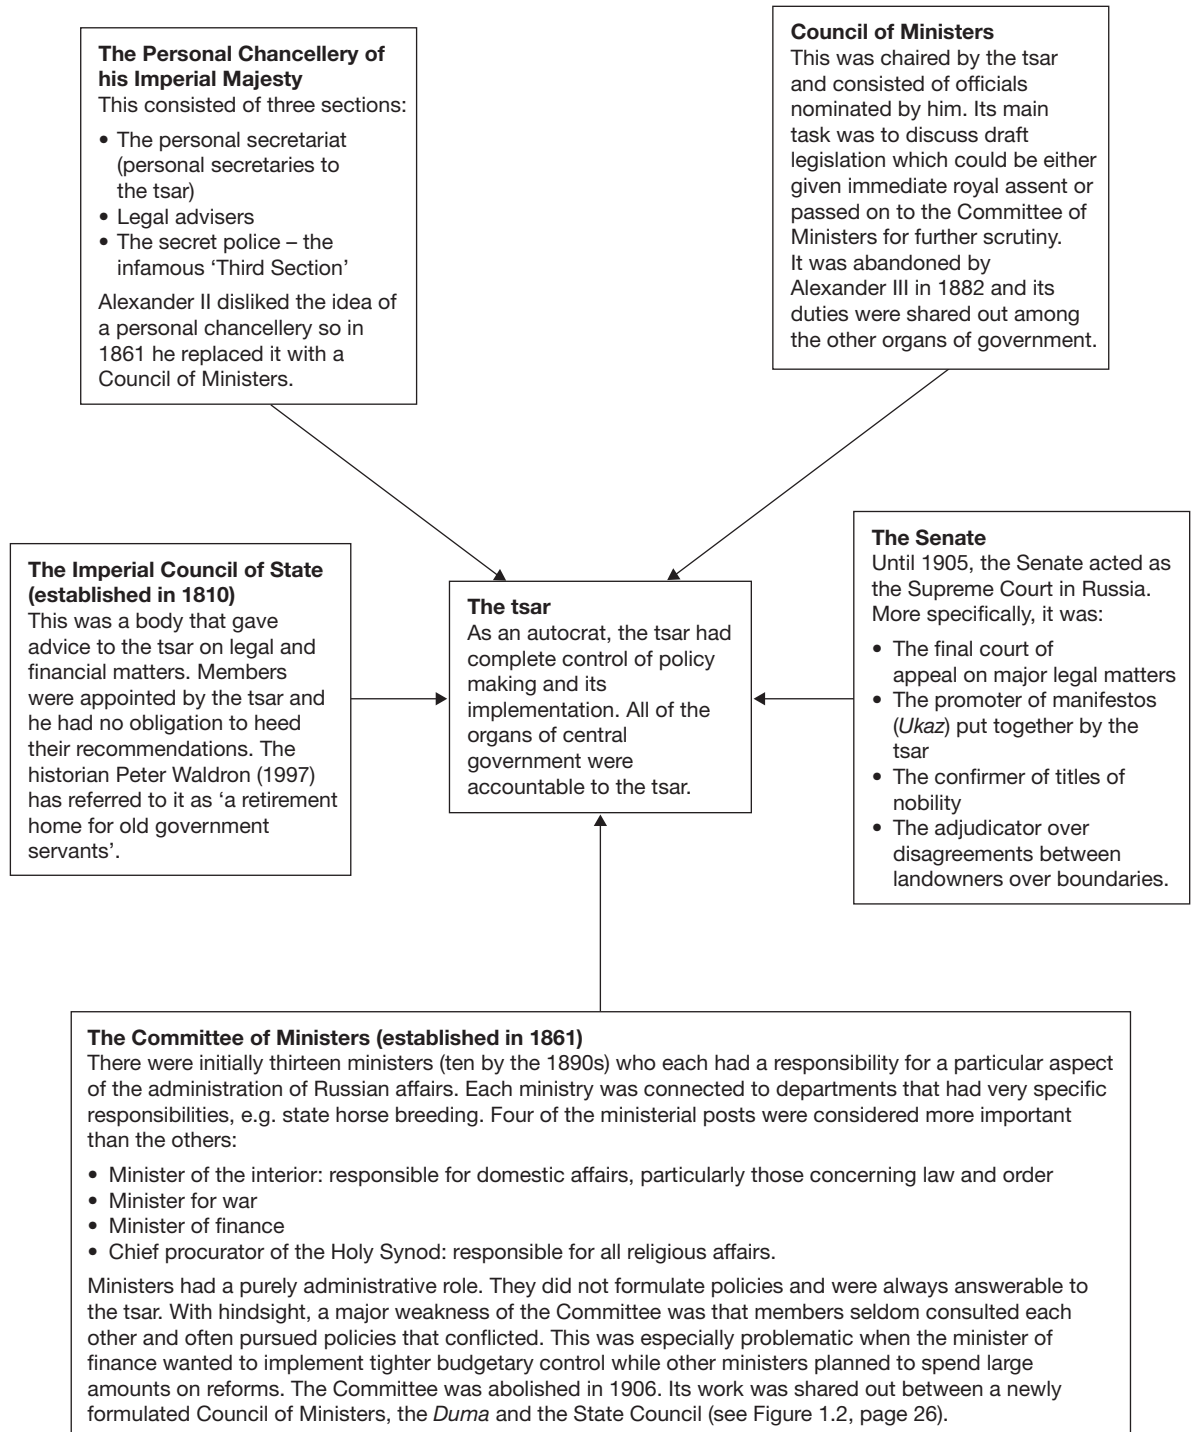 The Personal Chancellery of
his Imperial Majesty
This consisted of three sections:
• The personal secretariat
(personal secretaries to
the tsar)
• Legal advisers
• The secret police – the
infamous ‘Third Section’
Alexander II disliked the idea of
a personal chancellery so in
1861 he replaced it with a
Council of Ministers.
Council of Ministers
This was chaired by the tsar
and consisted of officials
nominated by him. Its main
task was to discuss draft
legislation which could be either
given immediate royal assent or
passed on to the Committee of
Ministers for further scrutiny.
It was abandoned by
Alexander III in 1882 and its
duties were shared out among
the other organs of government.
The Imperial Council of State
(established in 1810)
This was a body that gave
advice to the tsar on legal and
financial matters. Members
were appointed by the tsar and
he had no obligation to heed
their recommendations. The
historian Peter Waldron (1997)
has referred to it as ‘a retirement
home for old government
servants’.
The tsar
As an autocrat, the tsar had
complete control of policy
making and its
implementation. All of the
organs of central
government were
accountable to the tsar.
The Senate
Until 1905, the Senate acted as
the Supreme Court in Russia.
More specifically, it was:
• The final court of
appeal on major legal matters
• The promoter of manifestos
(Ukaz) put together by the
tsar
• The confirmer of titles of
nobility
• The adjudicator over
disagreements between
landowners over boundaries.
The Committee of Ministers (established in 1861)
There were initially thirteen ministers (ten by the 1890s) who each had a responsibility for a particular aspect
of the administration of Russian affairs. Each ministry was connected to departments that had very specific
responsibilities, e.g. state horse breeding. Four of the ministerial posts were considered more important
than the others:
• Minister of the interior: responsible for domestic affairs, particularly those concerning law and order
• Minister for war
• Minister of finance
• Chief procurator of the Holy Synod: responsible for all religious affairs.
Ministers had a purely administrative role. They did not formulate policies and were always answerable to
the tsar. With hindsight, a major weakness of the Committee was that members seldom consulted each
other and often pursued policies that conflicted. This was especially problematic when the minister of
finance wanted to implement tighter budgetary control while other ministers planned to spend large
amounts on reforms. The Committee was abolished in 1906. Its work was shared out between a newly
formulated Council of Ministers, the Duma and the State Council (see Figure 1.2, page 26).